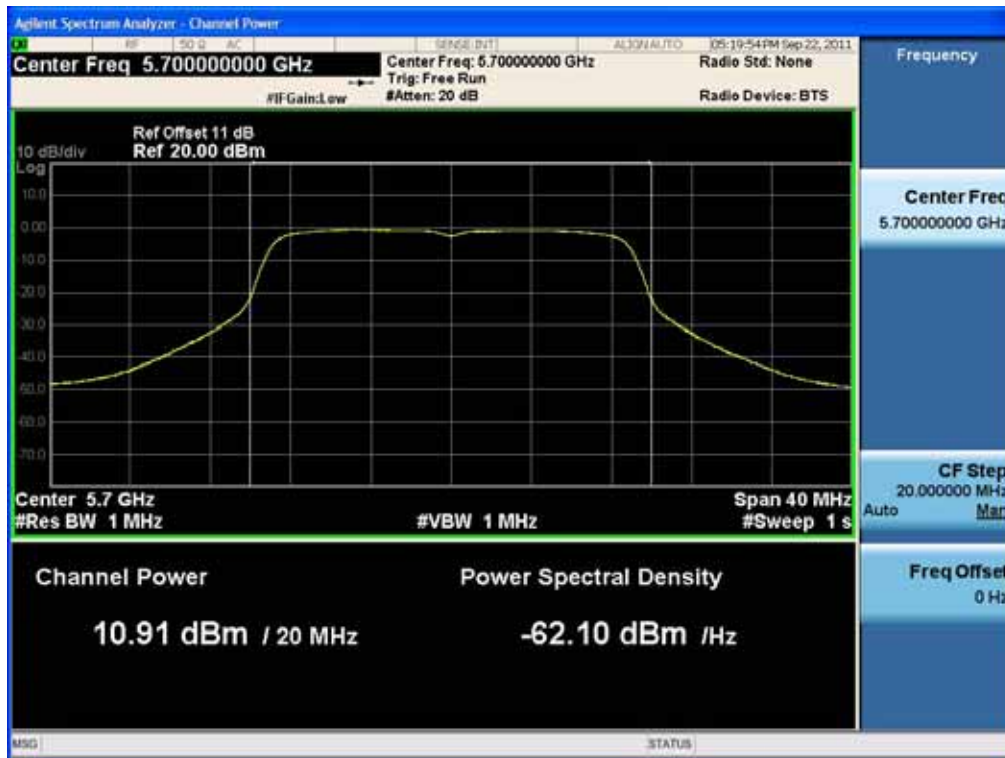 Agilent Spectrum Analyzer - Channel Power
RF 50 Ω AC SENSE:INT ALIGN AUTO 05:19:54 PM Sep 22, 2011
Center Freq 5.700000000 GHz
Center Freq: 5.700000000 GHz
Radio Std: None
Trig: Free Run
#IFGain:Low
#Atten: 20 dB
Radio Device: BTS
Ref Offset 11 dB
10 dB/div Ref 20.00 dBm
Log
10.0
0.00
-10.0
-20.0
-30.0
-40.0
-50.0
-60.0
-70.0
Center 5.7 GHz
Span 40 MHz
#Res BW 1 MHz
#VBW 1 MHz
#Sweep 1 s
Channel Power
Power Spectral Density
10.91 dBm / 20 MHz
-62.10 dBm /Hz
MSG
STATUS
Frequency
Center Freq
5.700000000 GHz
CF Step
20.000000 MHz
Auto Man
Freq Offset
0 Hz